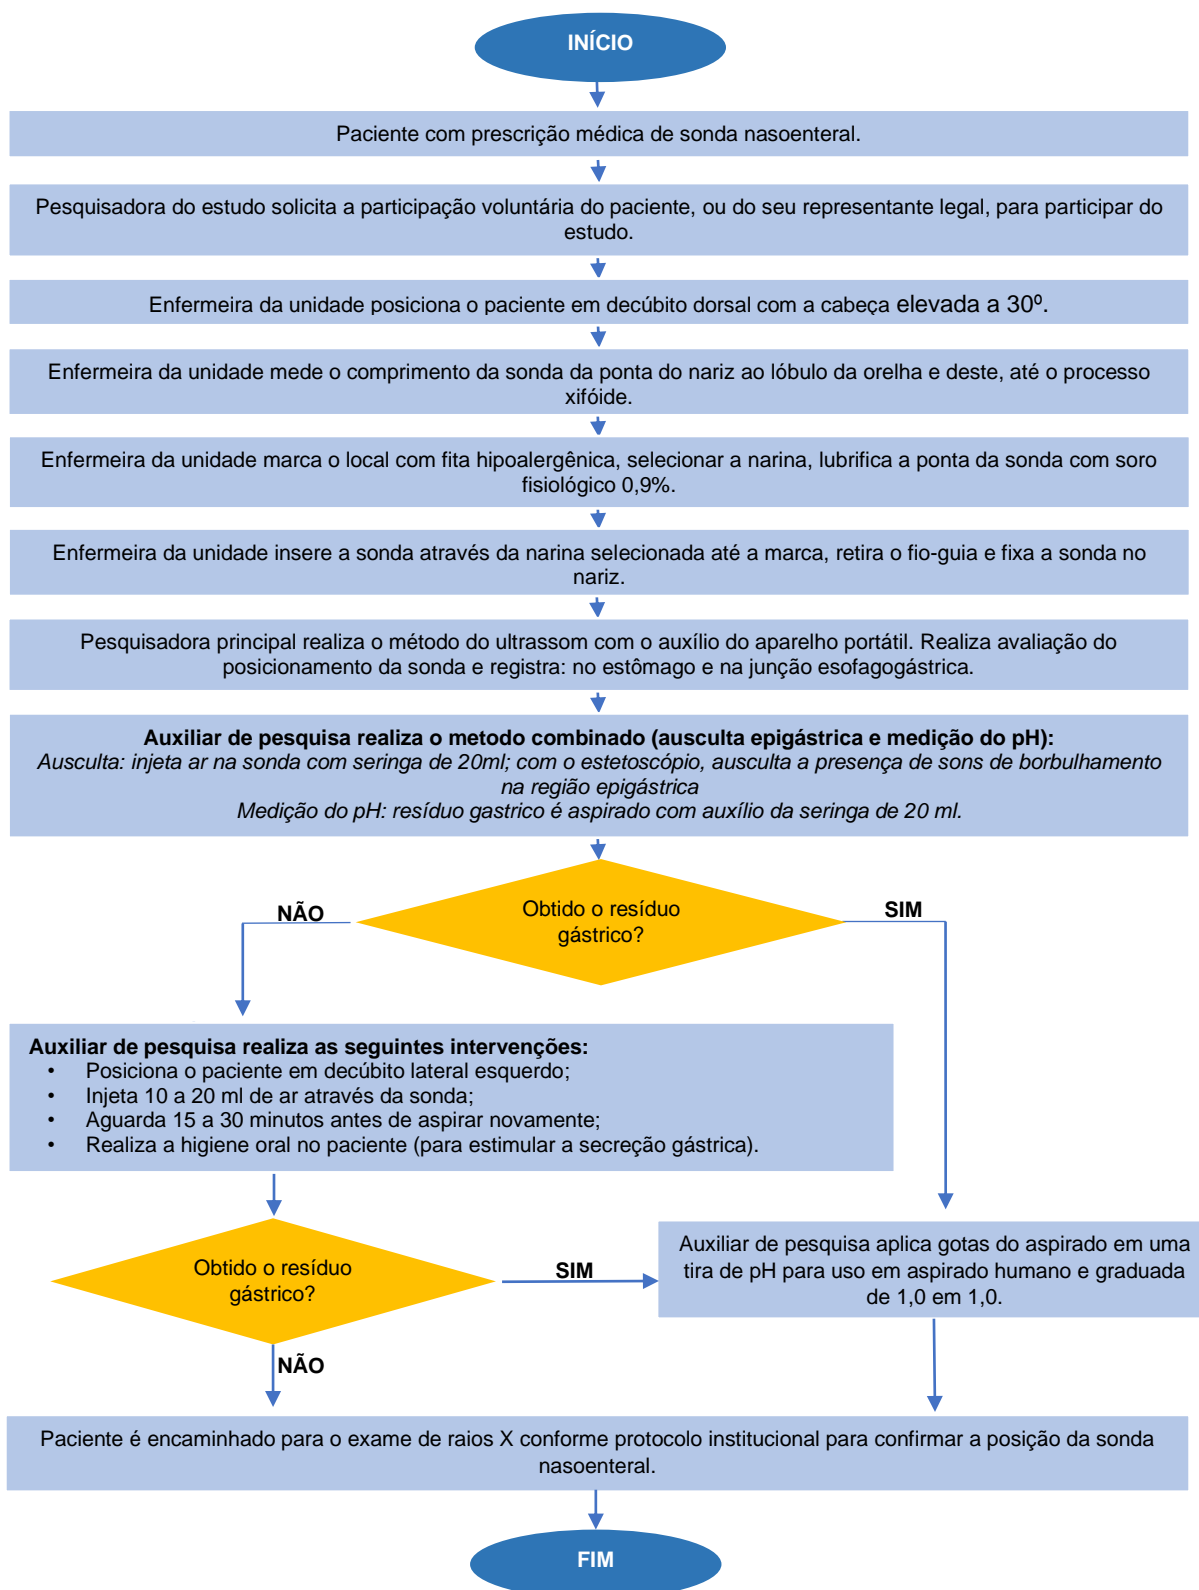 INÍCIO
Paciente com prescrição médica de sonda nasoenteral.
Pesquisadora do estudo solicita a participação voluntária do paciente, ou do seu representante legal, para participar do
estudo.
Enfermeira da unidade posiciona o paciente em decúbito dorsal com a cabeça elevada a 30º.
Enfermeira da unidade mede o comprimento da sonda da ponta do nariz ao lóbulo da orelha e deste, até o processo
xifóide.
Enfermeira da unidade marca o local com fita hipoalergênica, selecionar a narina, lubrifica a ponta da sonda com soro
fisiológico 0,9%.
Enfermeira da unidade insere a sonda através da narina selecionada até a marca, retira o fio-guia e fixa a sonda no
nariz.
Pesquisadora principal realiza o método do ultrassom com o auxílio do aparelho portátil. Realiza avaliação do
posicionamento da sonda e registra: no estômago e na junção esofagogástrica.
Auxiliar de pesquisa realiza o metodo combinado (ausculta epigástrica e medição do pH):
Ausculta: injeta ar na sonda com seringa de 20ml; com o estetoscópio, ausculta a presença de sons de borbulhamento
na região epigástrica
Medição do pH: resíduo gastrico é aspirado com auxílio da seringa de 20 ml.
Obtido o resíduo
gástrico?
NÃO
SIM
Auxiliar de pesquisa realiza as seguintes intervenções:
• Posiciona o paciente em decúbito lateral esquerdo;
• Injeta 10 a 20 ml de ar através da sonda;
• Aguarda 15 a 30 minutos antes de aspirar novamente;
• Realiza a higiene oral no paciente (para estimular a secreção gástrica).
Obtido o resíduo
gástrico?
SIM
NÃO
Auxiliar de pesquisa aplica gotas do aspirado em uma
tira de pH para uso em aspirado humano e graduada
de 1,0 em 1,0.
Paciente é encaminhado para o exame de raios X conforme protocolo institucional para confirmar a posição da sonda
nasoenteral.
FIM